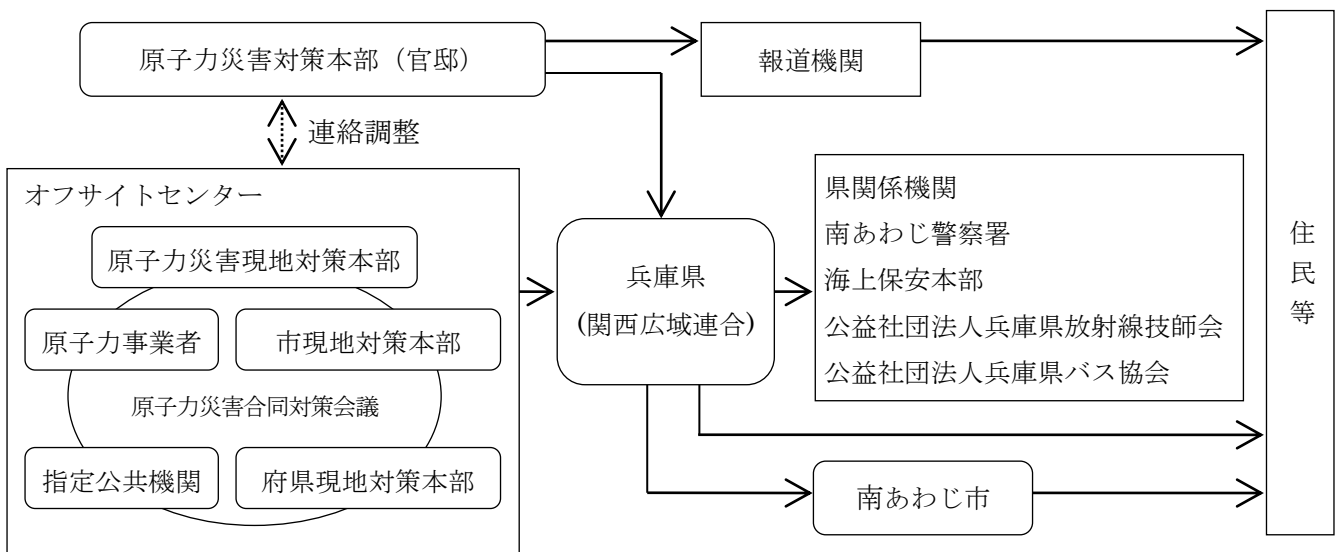 原子力災害対策本部（官邸）
報道機関
連絡調整
オフサイトセンター
原子力災害現地対策本部
原子力事業者
市現地対策本部
原子力災害合同対策会議
指定公共機関
府県現地対策本部
兵庫県
(関西広域連合)
県関係機関
南あわじ警察署
海上保安本部
公益社団法人兵庫県放射線技師会
公益社団法人兵庫県バス協会
南あわじ市
住民等